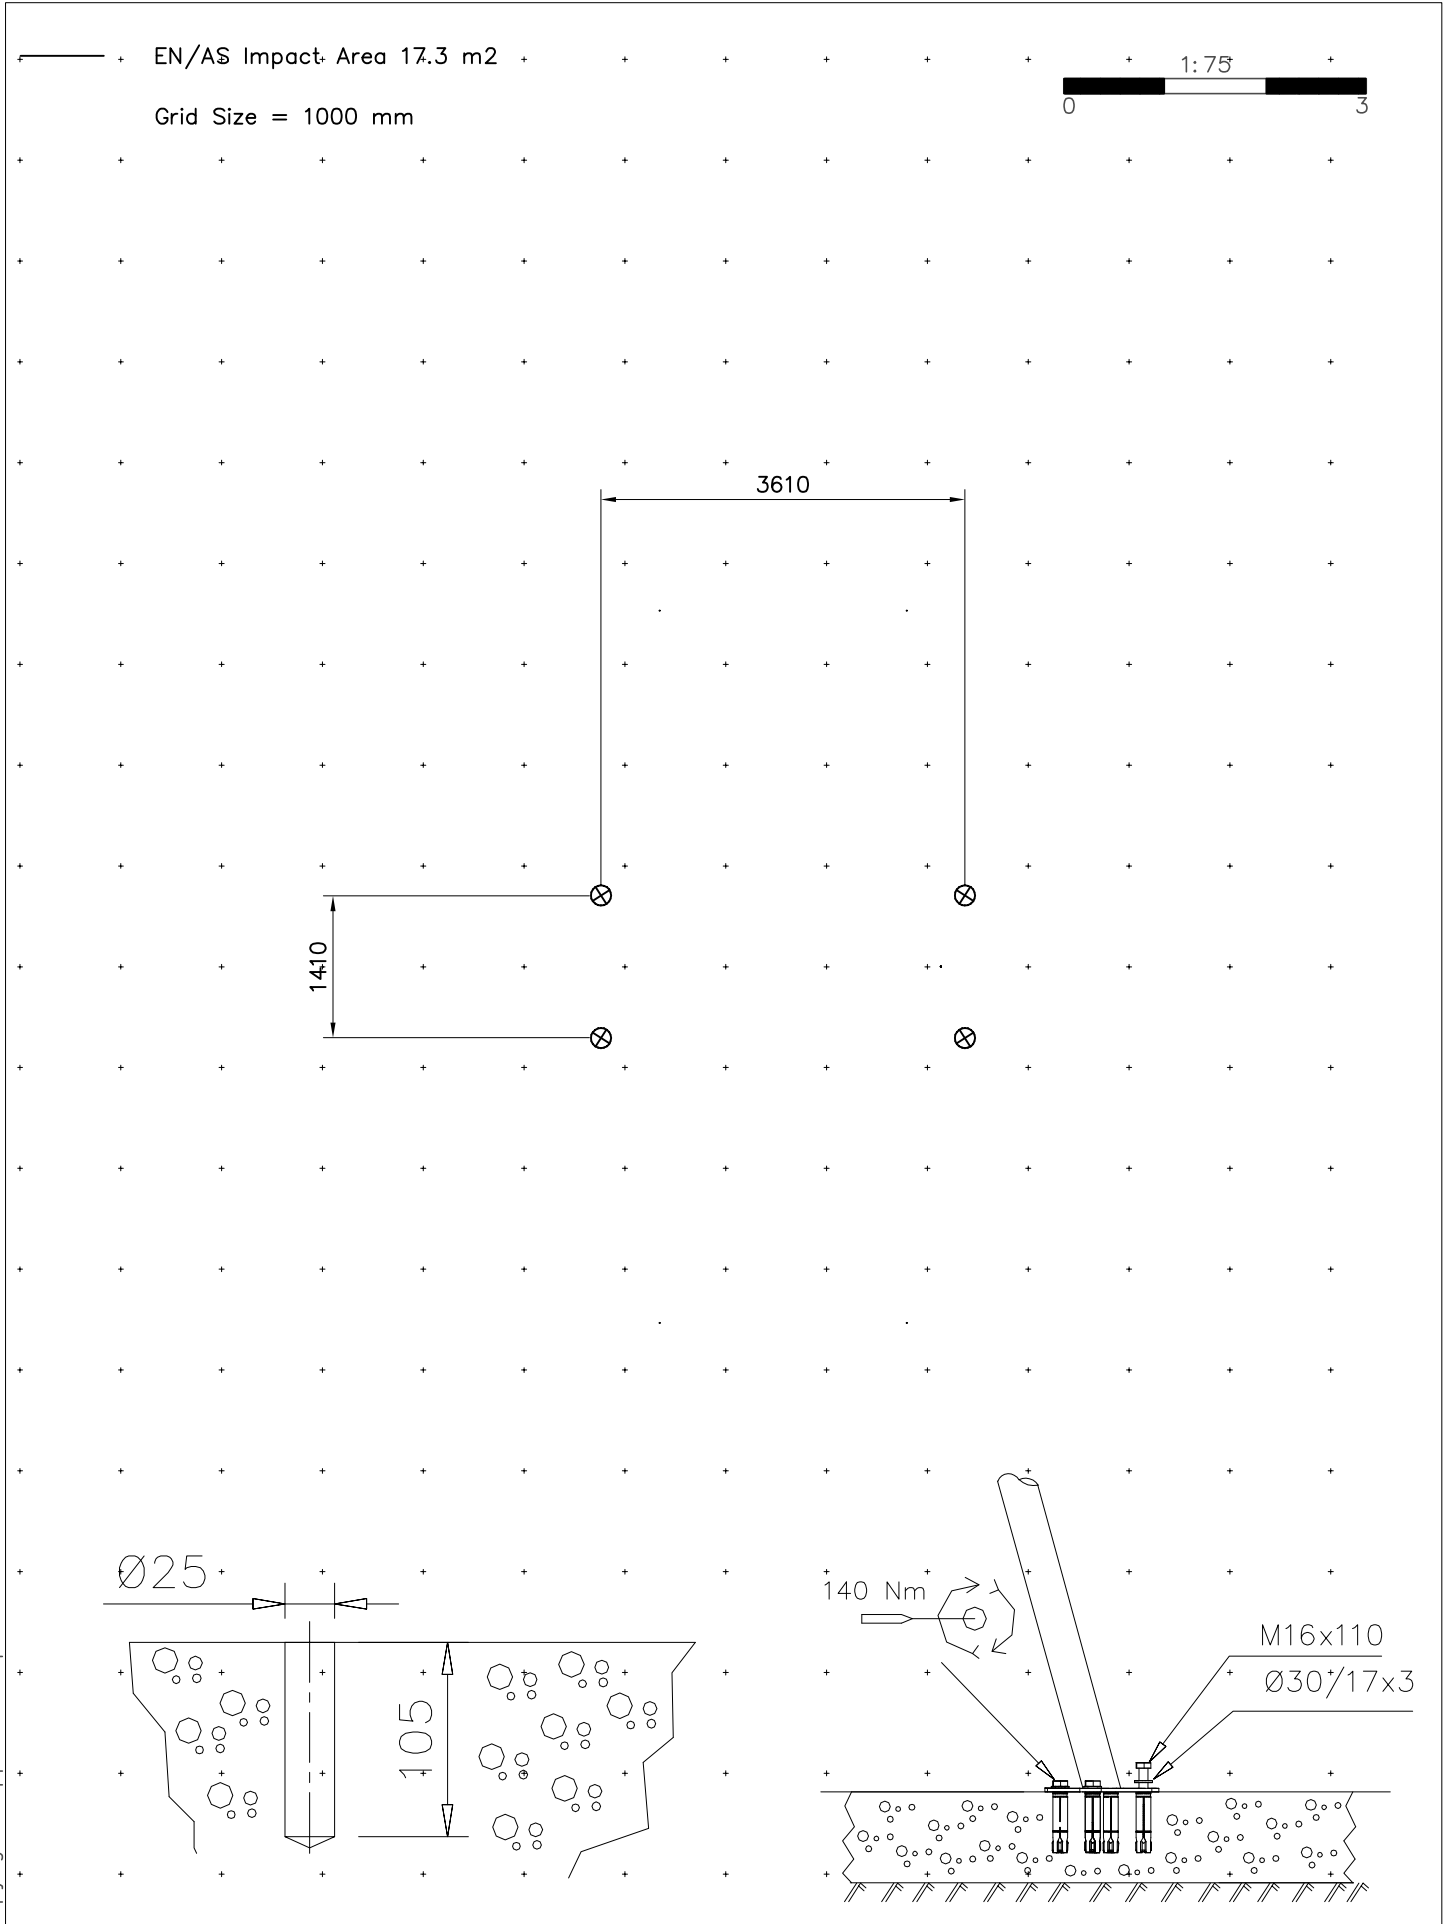 EN/AS Impact Area 17.3 m2
1:75
0 3
Grid Size = 1000 mm
3610
1410
Ø25
140 Nm
M16x110
Ø30/17x3
105